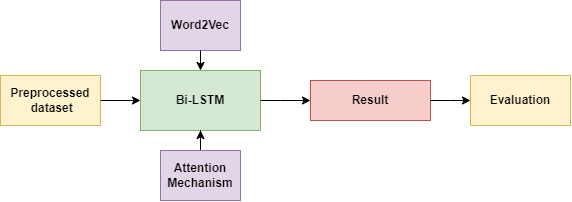 Word2Vec
Preprocessed
dataset
Bi-LSTM
Result
Evaluation
Attention
Mechanism